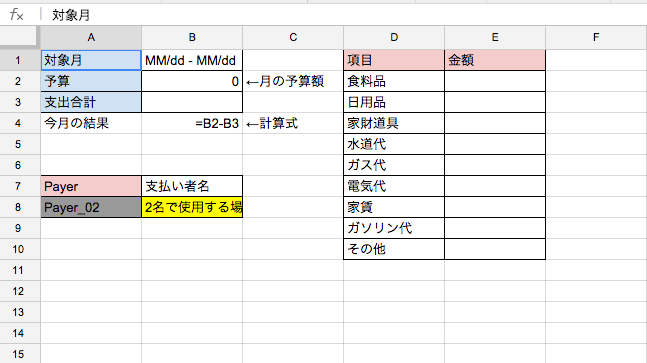 fx 対象月
A B C D E F
1 対象月 MM/dd - MM/dd 項目 金額
2 予算 0 ←月の予算額 食料品
3 支出合計 日用品
4 今月の結果 =B2-B3 ←計算式 家財道具
5 水道代
6 ガス代
7 Payer 支払い者名 電気代
8 Payer_02 2名で使用する場 家賃
9 ガソリン代
10 その他
11
12
13
14
15